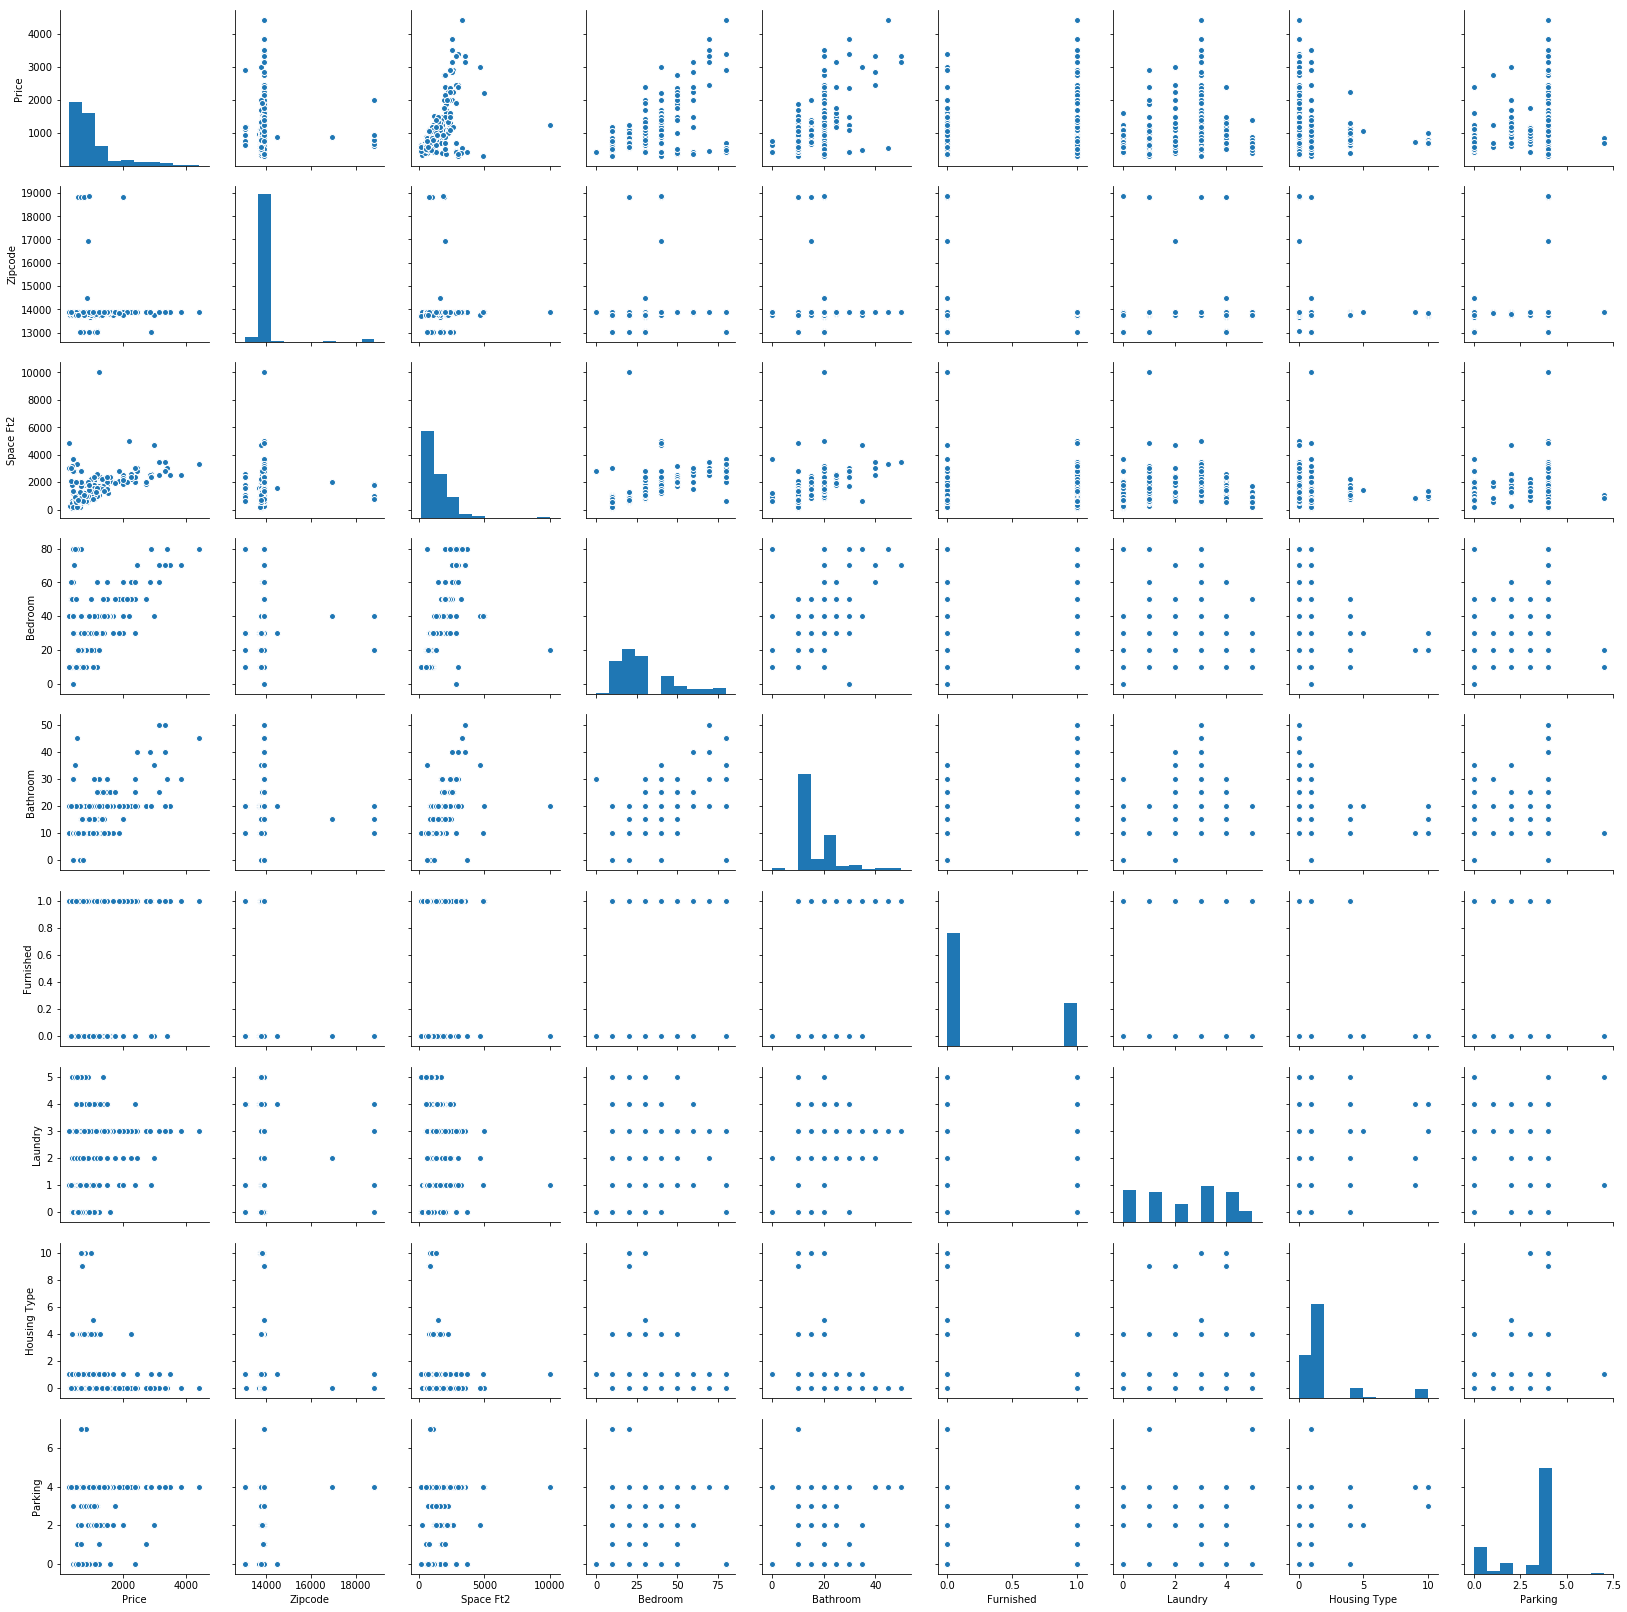 4000
3000
2000
1000
Price
19000
18000
17000
16000
15000
14000
13000
Zipcode
10000
8000
6000
4000
2000
0
Space Ft2
80
60
40
20
0
Bedroom
50
40
30
20
10
0
Bathroom
1.0
0.8
0.6
0.4
0.2
0.0
Furnished
5
4
3
2
1
0
Laundry
10
8
6
4
2
0
Housing Type
6
4
2
0
Parking
2000 4000
14000 16000 18000
0 5000 10000
0 25 50 75
0 20 40
0.0 0.5 1.0
0 2 4
0 5 10
0.0 2.5 5.0 7.5
Price Zipcode Space Ft2 Bedroom Bathroom Furnished Laundry Housing Type Parking